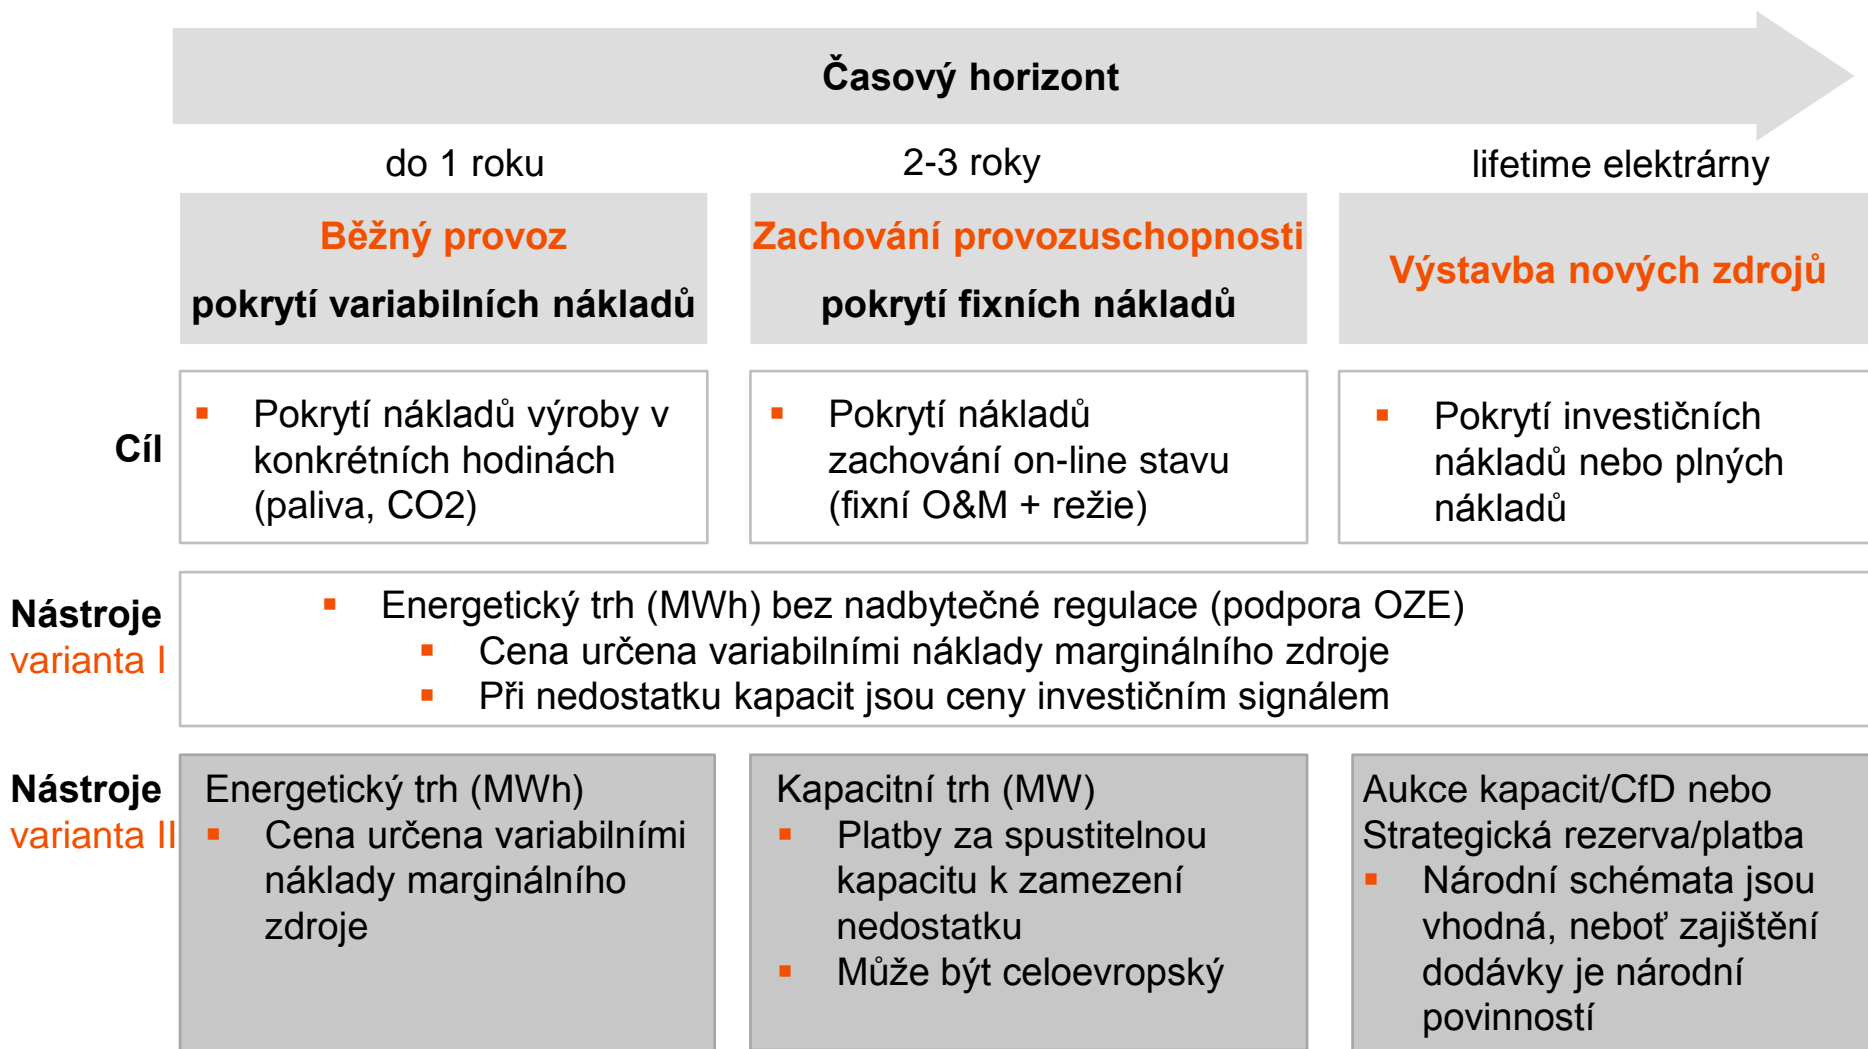 Časový horizont
do 1 roku
2-3 roky
lifetime elektrárny
Běžný provoz
pokrytí variabilních nákladů
Zachování provozuschopnosti
pokrytí fixních nákladů
Výstavba nových zdrojů
Cíl
▪ Pokrytí nákladů výroby v
konkrétních hodinách
(paliva, CO2)
▪ Pokrytí nákladů
zachování on-line stavu
(fixní O&M + režie)
▪ Pokrytí investičních
nákladů nebo plných
nákladů
Nástroje
varianta I
▪ Energetický trh (MWh) bez nadbytečné regulace (podpora OZE)
▪ Cena určena variabilními náklady marginálního zdroje
▪ Při nedostatku kapacit jsou ceny investičním signálem
Nástroje
varianta II
Energetický trh (MWh)
▪ Cena určena variabilními
náklady marginálního
zdroje
Kapacitní trh (MW)
▪ Platby za spustitelnou
kapacitu k zamezení
nedostatku
▪ Může být celoevropský
Aukce kapacit/CfD nebo
Strategická rezerva/platba
▪ Národní schémata jsou
vhodná, neboť zajištění
dodávky je národní
povinností